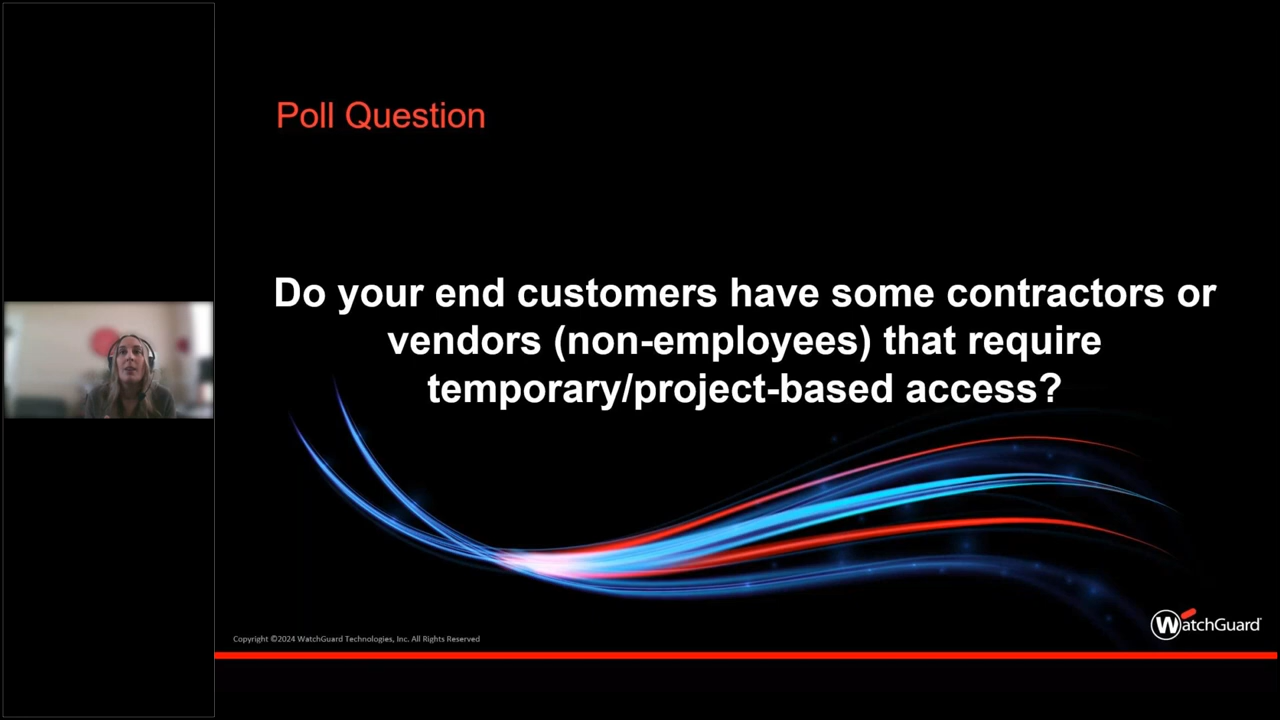 Poll Question
Do your end customers have some contractors or
vendors (non-employees) that require
temporary/project-based access?
Copyright ©2024 WatchGuard Technologies, Inc. All Rights Reserved
WatchGuard